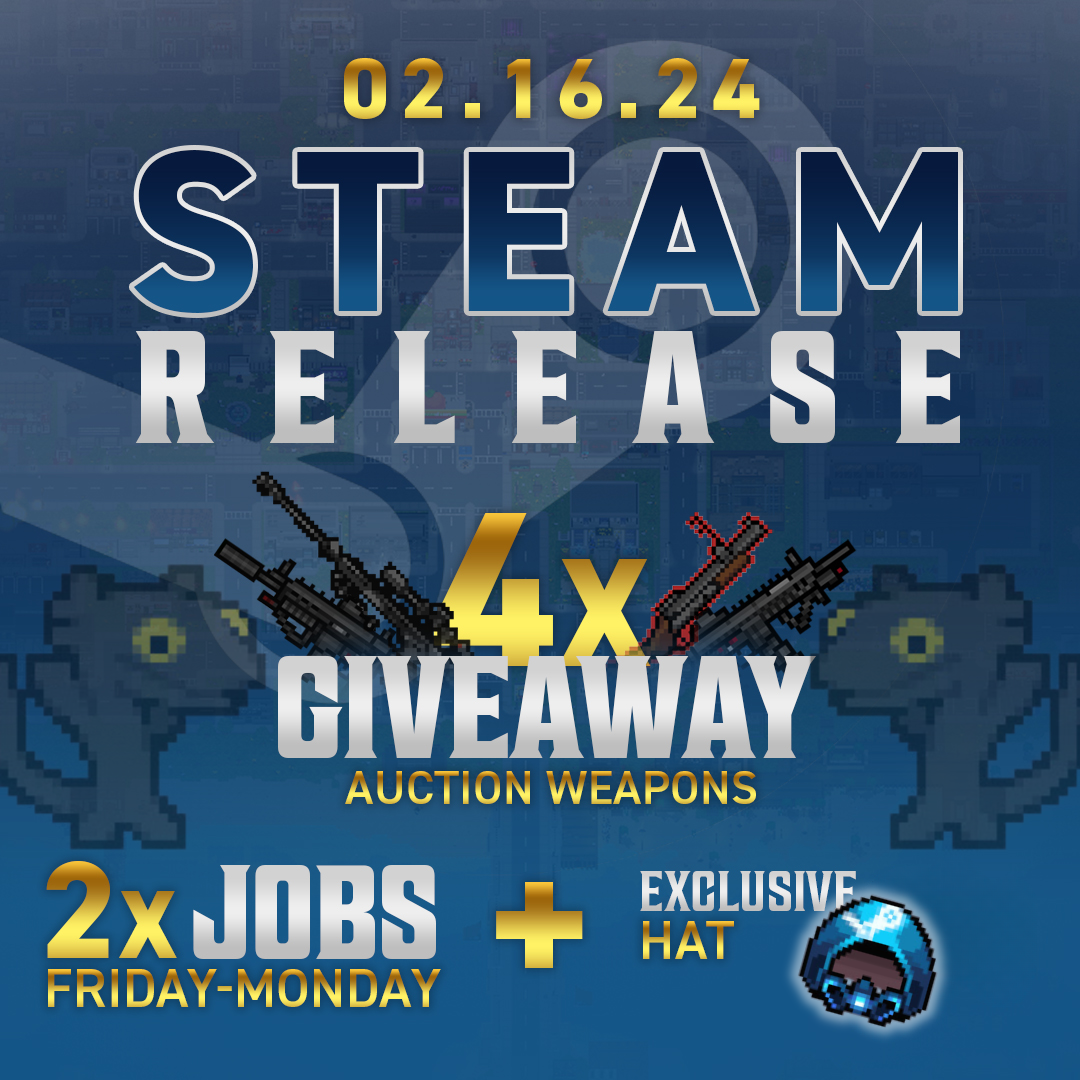 02.16.24
STEAM
RELEASE
4x
GIVEAWAY
AUCTION WEAPONS
2x JOBS
FRIDAY-MONDAY
+
EXCLUSIVE
HAT